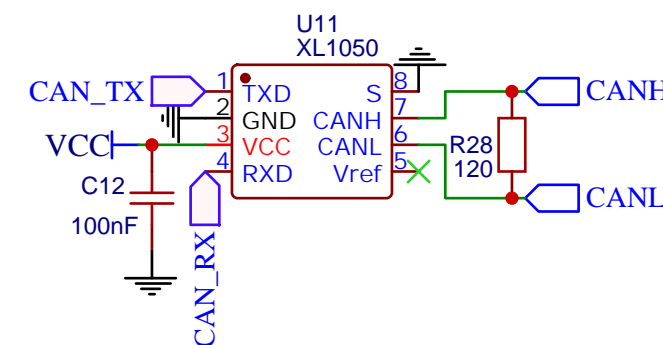 U11
XL1050
CAN_TX
1
TXD
S
8
2
GND
CANH
7
CANH
VCC
3
VCC
CANL
6
R28
120
4
RXD
Vref
5
C12
100nF
CANL
CAN_RX